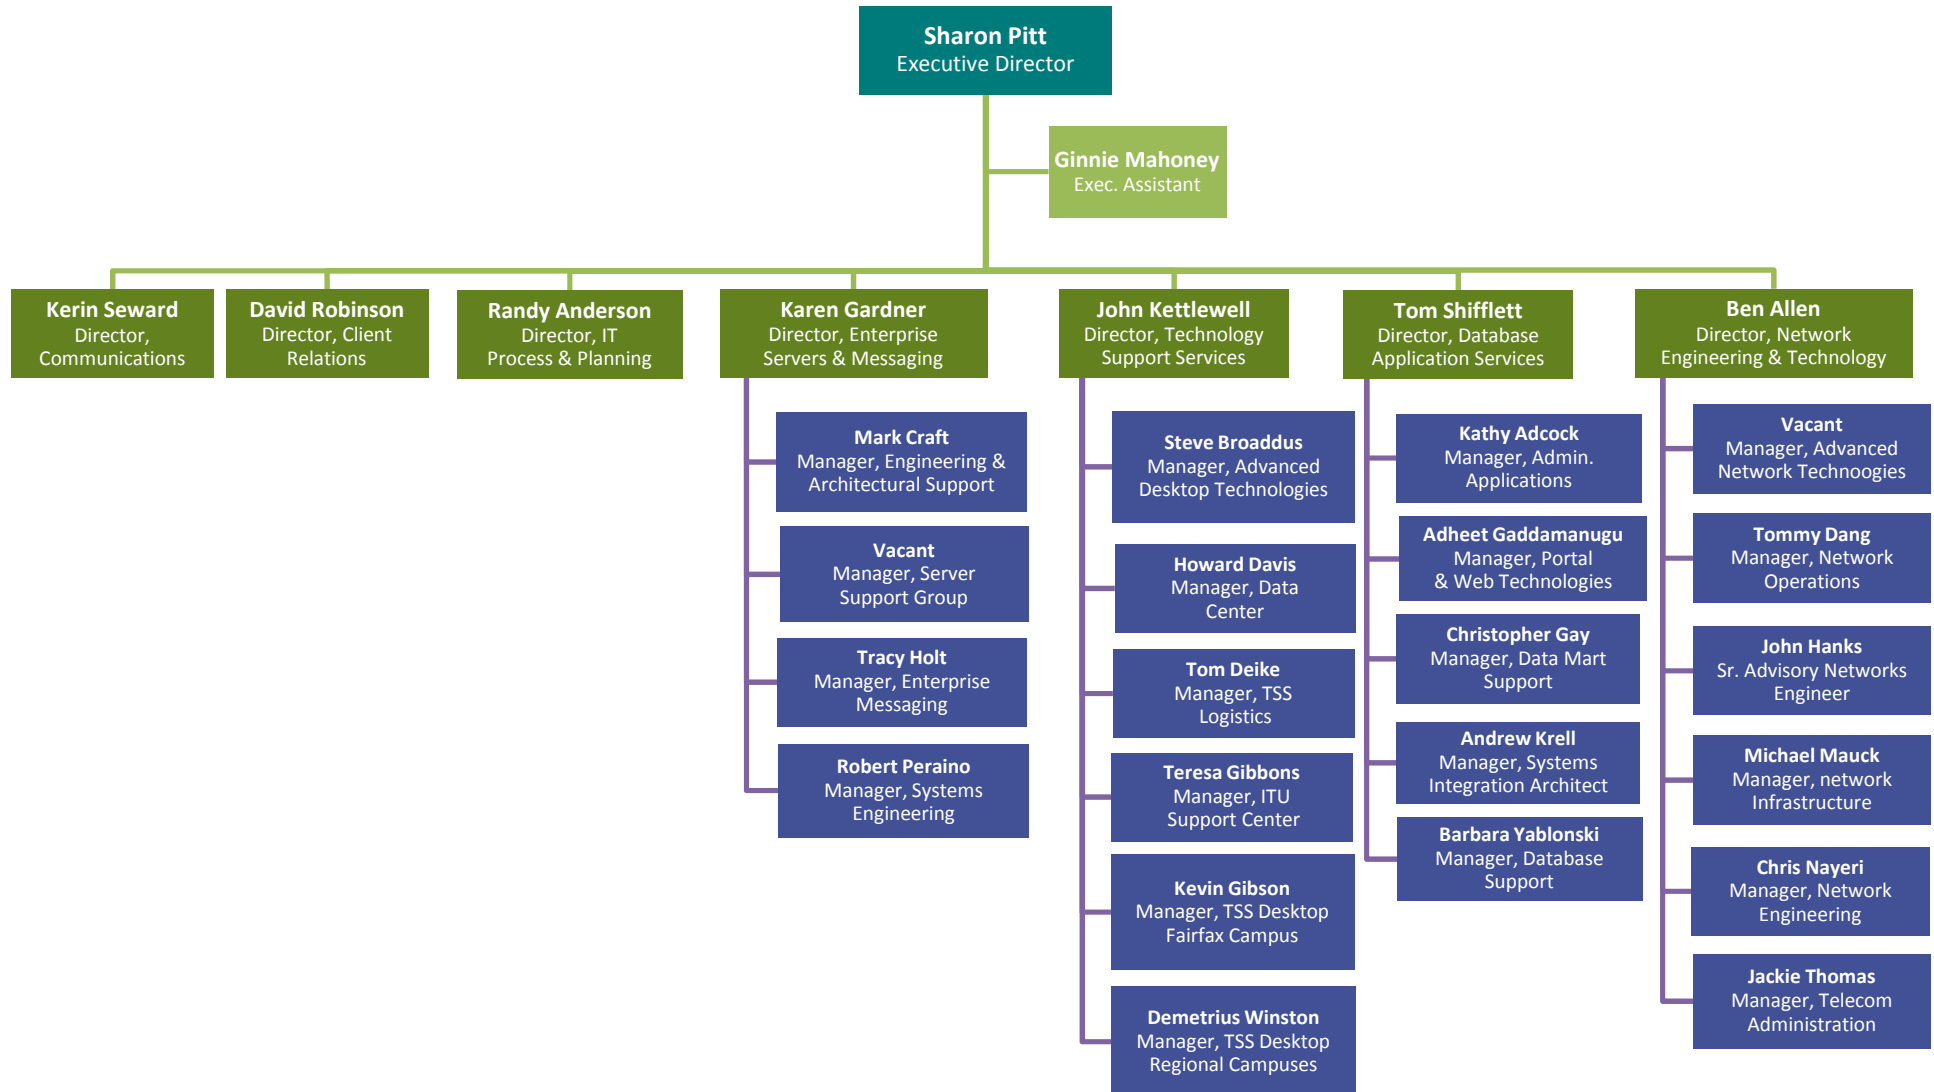 Sharon Pitt
Executive Director
Ginnie Mahoney
Exec. Assistant
Kerin Seward
Director,
Communications
David Robinson
Director, Client
Relations
Randy Anderson
Director, IT
Process & Planning
Karen Gardner
Director, Enterprise
Servers & Messaging
John Kettlewell
Director, Technology
Support Services
Tom Shifflett
Director, Database
Application Services
Ben Allen
Director, Network
Engineering & Technology
Mark Craft
Manager, Engineering &
Architectural Support
Vacant
Manager, Server
Support Group
Tracy Holt
Manager, Enterprise
Messaging
Robert Peraino
Manager, Systems
Engineering
Steve Broaddus
Manager, Advanced
Desktop Technologies
Howard Davis
Manager, Data
Center
Tom Deike
Manager, TSS
Logistics
Teresa Gibbons
Manager, ITU
Support Center
Kevin Gibson
Manager, TSS Desktop
Fairfax Campus
Demetrius Winston
Manager, TSS Desktop
Regional Campuses
Kathy Adcock
Manager, Admin.
Applications
Adheet Gaddamanugu
Manager, Portal
& Web Technologies
Christopher Gay
Manager, Data Mart
Support
Andrew Krell
Manager, Systems
Integration Architect
Barbara Yablonski
Manager, Database
Support
Vacant
Manager, Advanced
Network Technoogies
Tommy Dang
Manager, Network
Operations
John Hanks
Sr. Advisory Networks
Engineer
Michael Mauck
Manager, network
Infrastructure
Chris Nayeri
Manager, Network
Engineering
Jackie Thomas
Manager, Telecom
Administration